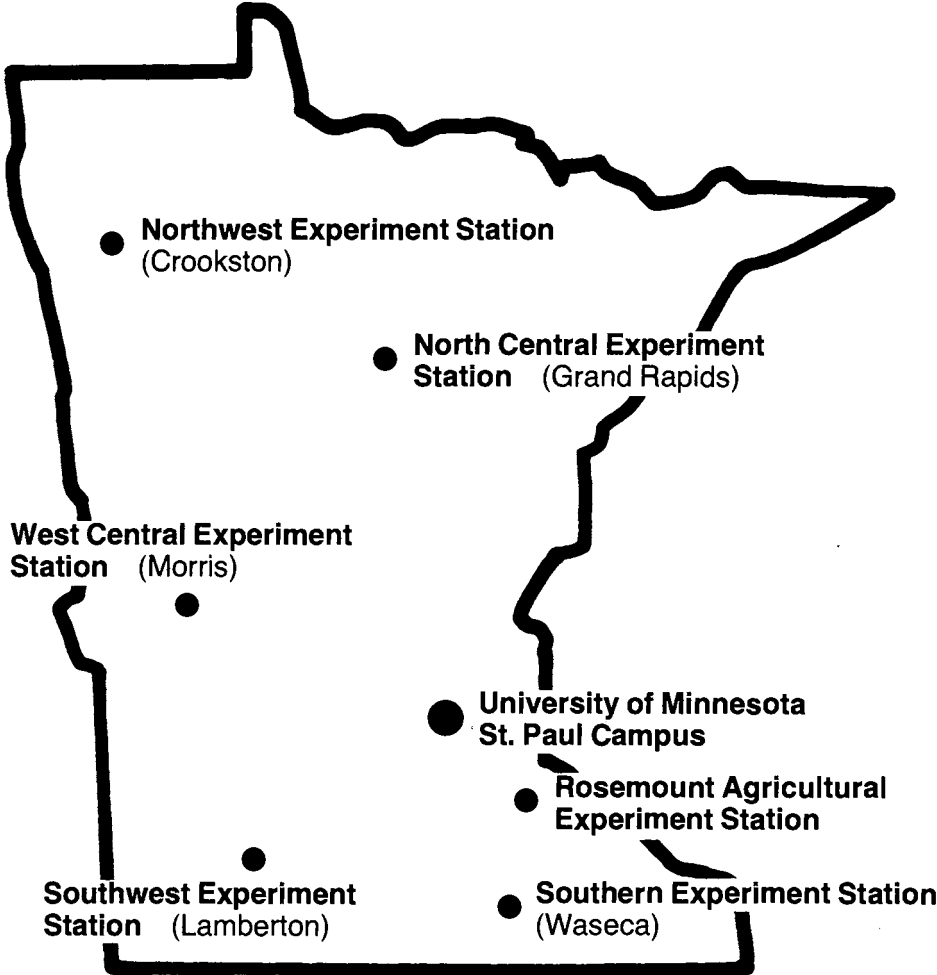 Northwest Experiment Station
(Crookston)
North Central Experiment
Station (Grand Rapids)
West Central Experiment
Station (Morris)
University of Minnesota
St. Paul Campus
Rosemount Agricultural
Experiment Station
Southwest Experiment
Station (Lamberton)
Southern Experiment Station
(Waseca)